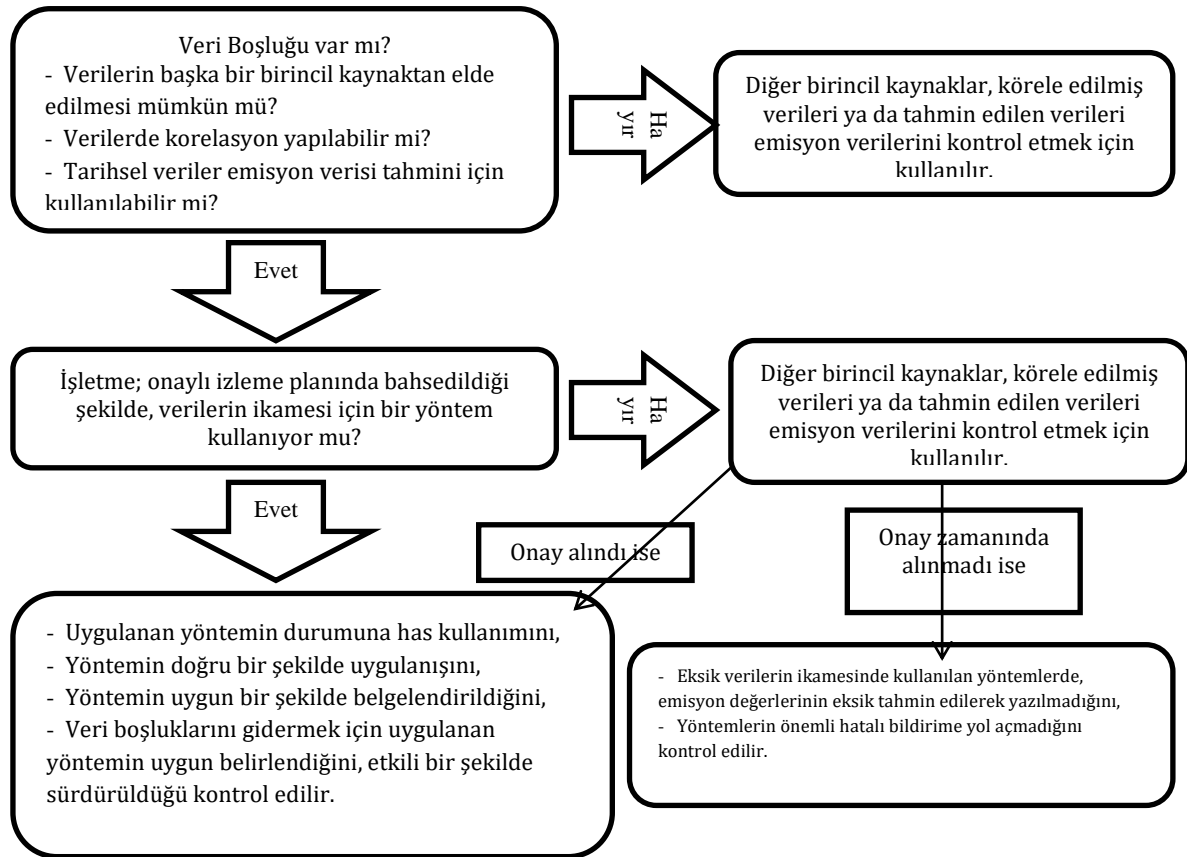 Veri Boşluğu var mı?
- Verilerin başka bir birincil kaynaktan elde
edilmesi mümkün mü?
- Verilerde korelasyon yapılabilir mi?
- Tarihsel veriler emisyon verisi tahmini için
kullanılabilir mi?
Ha
yır
Diğer birincil kaynaklar, körele edilmiş
verileri ya da tahmin edilen verileri
emisyon verilerini kontrol etmek için
kullanılır.
Evet
İşletme; onaylı izleme planında bahsedildiği
şekilde, verilerin ikamesi için bir yöntem
kullanıyor mu?
Ha
yır
Diğer birincil kaynaklar, körele edilmiş
verileri ya da tahmin edilen verileri
emisyon verilerini kontrol etmek için
kullanılır.
Evet
Onay alındı ise
Onay zamanında
alınmadı ise
- Uygulanan yöntemin durumuna has kullanımını,
- Yöntemin doğru bir şekilde uygulanışını,
- Yöntemin uygun bir şekilde belgelendirildiğini,
- Veri boşluklarını gidermek için uygulanan
yöntemin uygun belirlendiğini, etkili bir şekilde
sürdürüldüğü kontrol edilir.
- Eksik verilerin ikamesinde kullanılan yöntemlerde,
emisyon değerlerinin eksik tahmin edilerek yazılmadığını,
- Yöntemlerin önemli hatalı bildirime yol açmadığını
kontrol edilir.